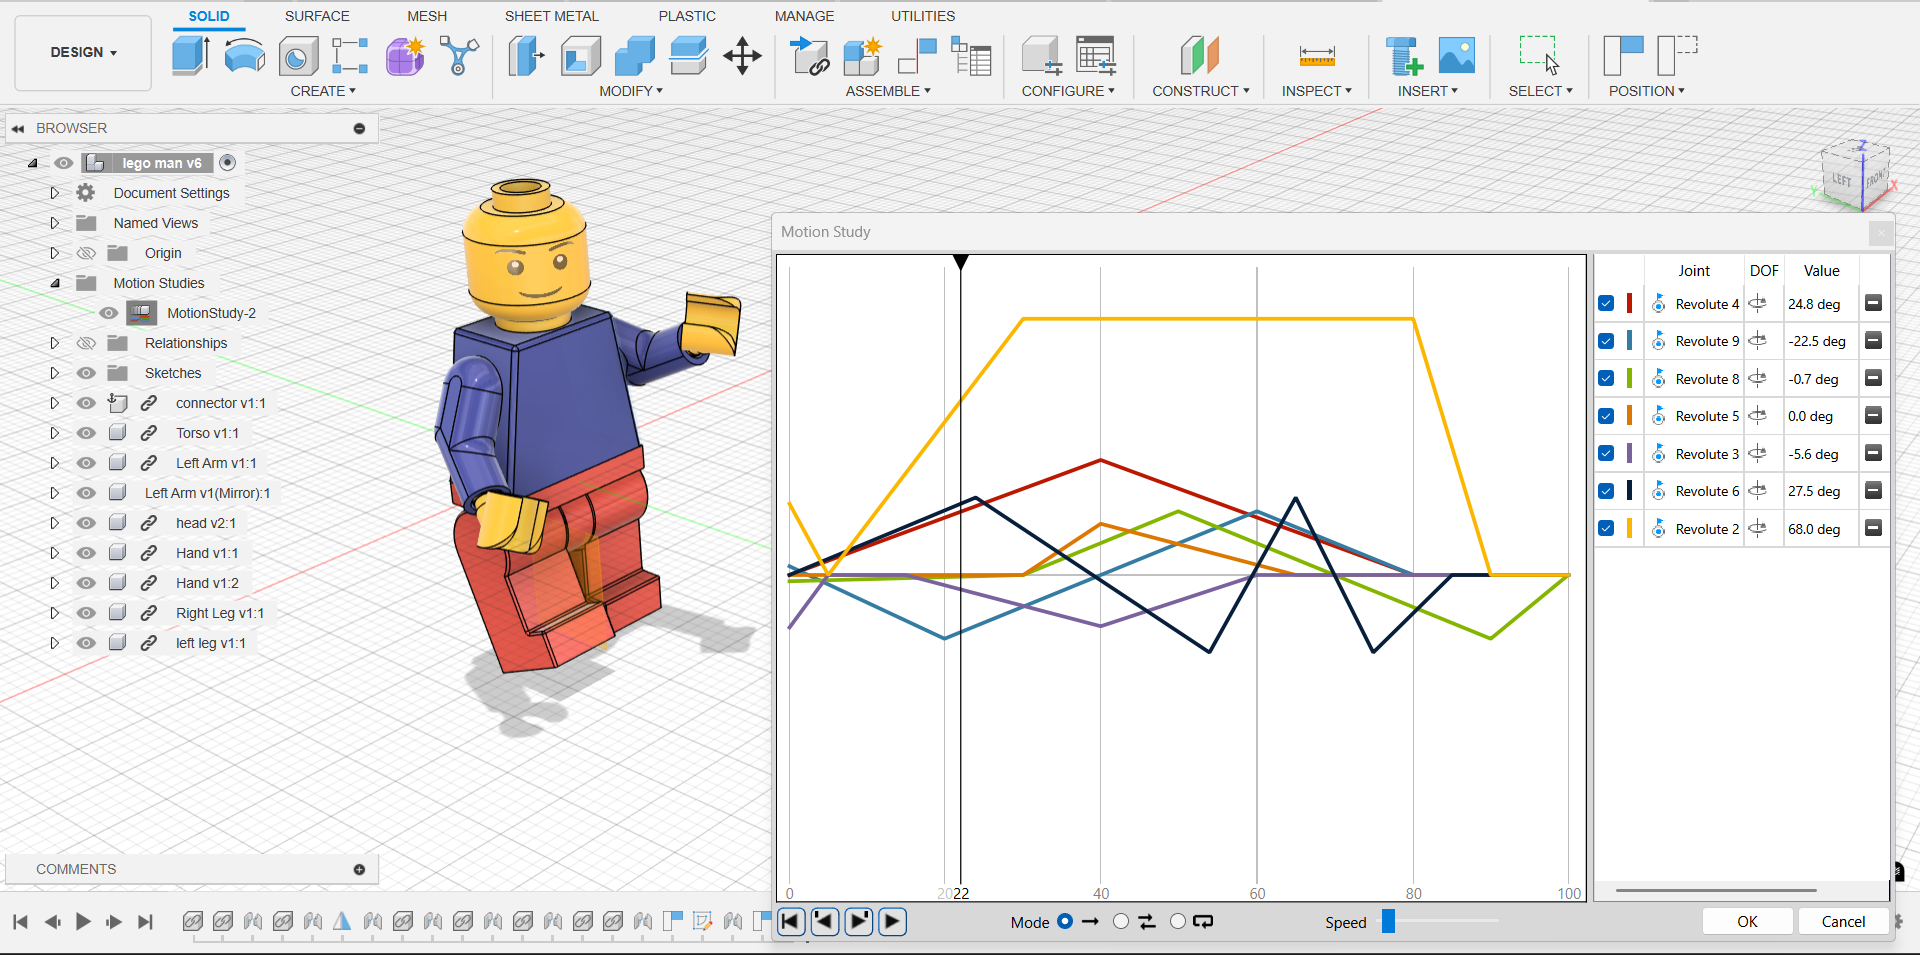 SOLID SURFACE MESH SHEET METAL PLASTIC MANAGE UTILITIES
DESIGN
CREATE MODIFY ASSEMBLE CONFIGURE CONSTRUCT INSPECT INSERT SELECT POSITION
BROWSER
lego man v6
Document Settings
Named Views
Origin
Motion Studies
MotionStudy-2
Relationships
Sketches
connector v1:1
Torso v1:1
Left Arm v1:1
Left Arm v1(Mirror):1
head v2:1
Hand v1:1
Hand v1:2
Right Leg v1:1
left leg v1:1
COMMENTS
Z
LEFT FRONT
Y X
Motion Study
Joint DOF Value
Revolute 4 24.8 deg
Revolute 9 -22.5 deg
Revolute 8 -0.7 deg
Revolute 5 0.0 deg
Revolute 3 -5.6 deg
Revolute 6 27.5 deg
Revolute 2 68.0 deg
0 20 22 40 60 80 100
Mode Speed OK Cancel